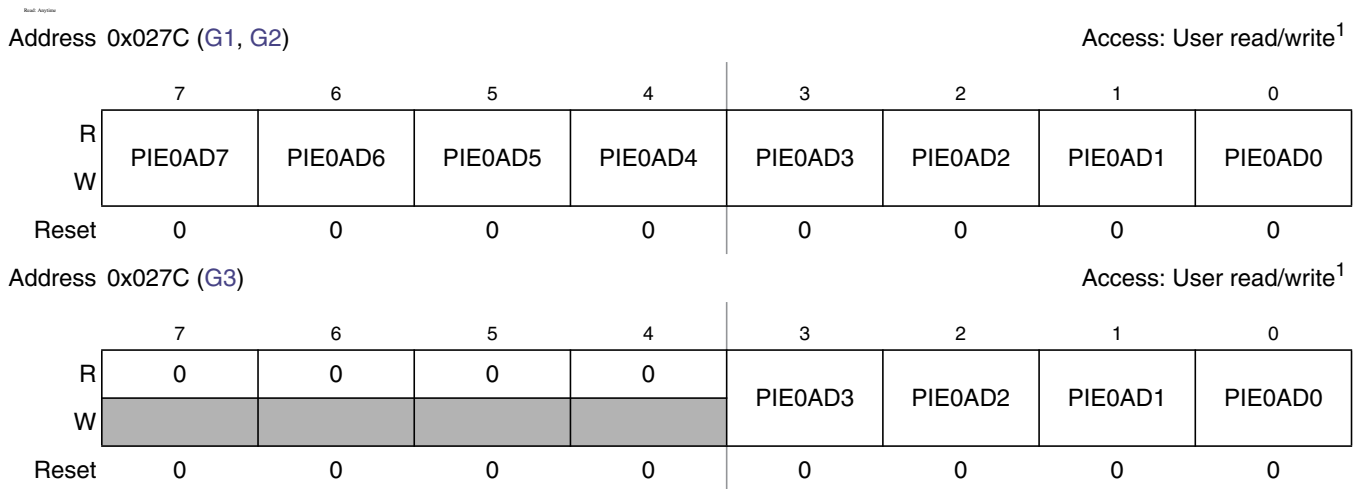 Read: Anytime
Address 0x027C (G1, G2) Access: User read/write1
7 6 5 4 3 2 1 0
R
W
PIE0AD7 PIE0AD6 PIE0AD5 PIE0AD4 PIE0AD3 PIE0AD2 PIE0AD1 PIE0AD0
Reset 0 0 0 0 0 0 0 0
Address 0x027C (G3) Access: User read/write1
7 6 5 4 3 2 1 0
R 0 0 0 0
W
PIE0AD3 PIE0AD2 PIE0AD1 PIE0AD0
Reset 0 0 0 0 0 0 0 0